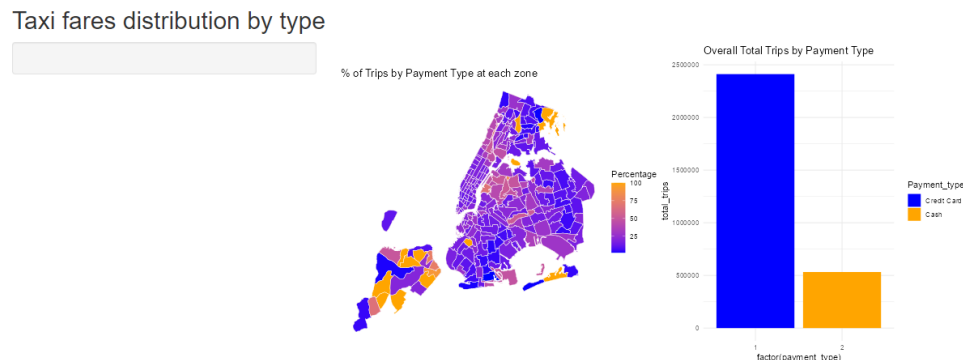 Taxi fares distribution by type
% of Trips by Payment Type at each zone
Percentage
100
75
50
25
Overall Total Trips by Payment Type
2500000
2000000
1500000
1000000
500000
0
total_trips
1
2
factor(payment_type)
Payment_type
Credit Card
Cash